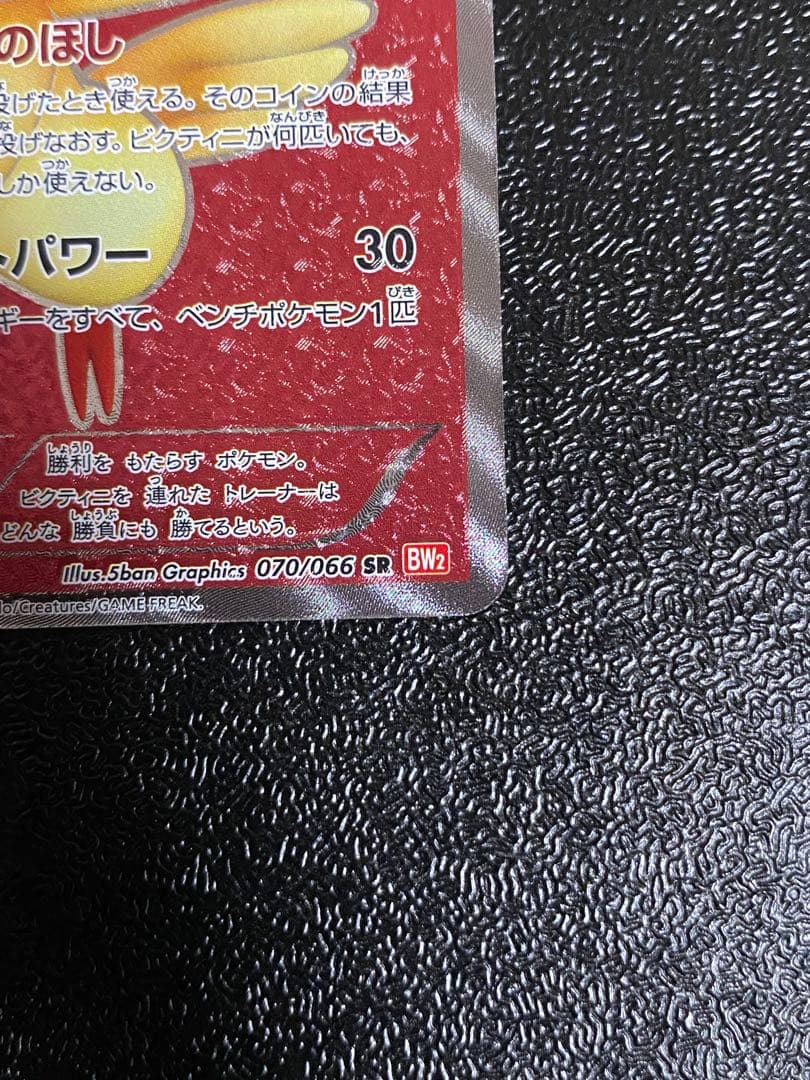 のほし
投げたとき使える。そのコインの結果
投げなおす。ビクティニが何匹いても、
しか使えない。
トパワー 30
ギーをすべて、ベンチポケモン1匹
勝利を もたらす ポケモン。
ビクティニを 連れた トレーナーは
どんな 勝負にも 勝てるという。
Illus.5ban Graphics 070/066 SR BW2
do/Creatures/GAME FREAK.